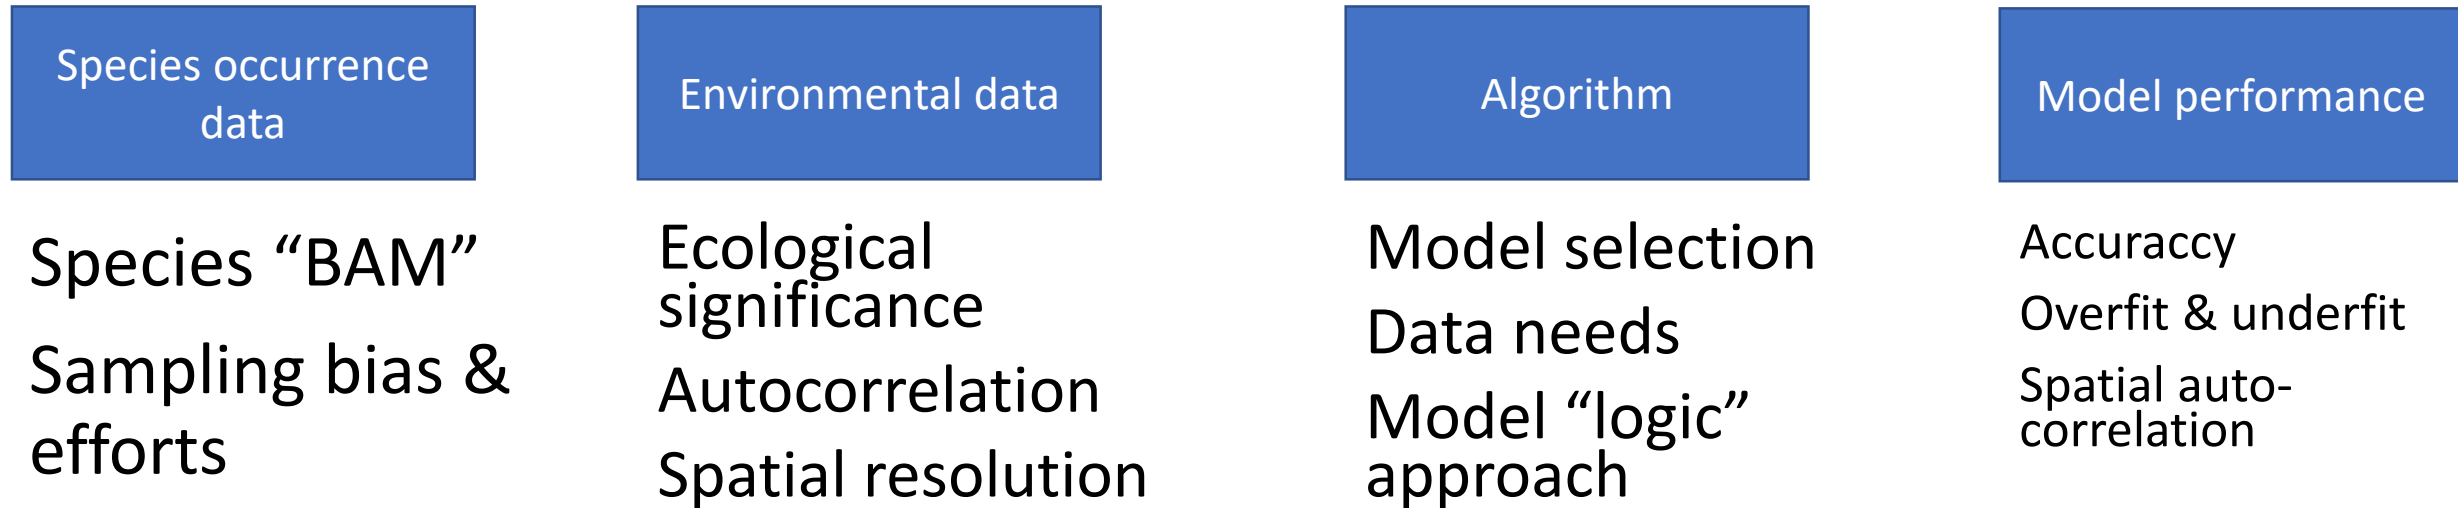 Species occurrence
data
Species “BAM”
Sampling bias &
efforts
Environmental data
Ecological
significance
Autocorrelation
Spatial resolution
Algorithm
Model selection
Data needs
Model “logic”
approach
Model performance
Accuraccy
Overfit & underfit
Spatial auto-
correlation